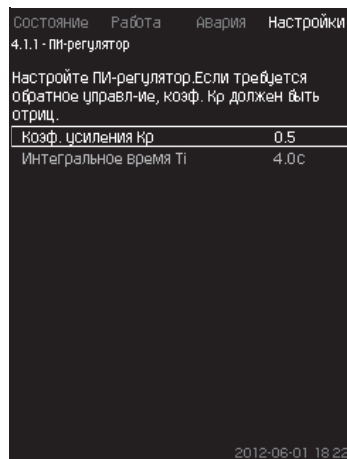 Состояние Работа Авария Настройки
4.1.1 - ПИ-регулятор
Настройте ПИ-регулятор.Если требуется
обратное управл-ие, коэф. Кр должен быть
отриц.
Коэф. усиления Кр 0.5
Интегральное время Ti 4.0с
2012-06-01 18:22